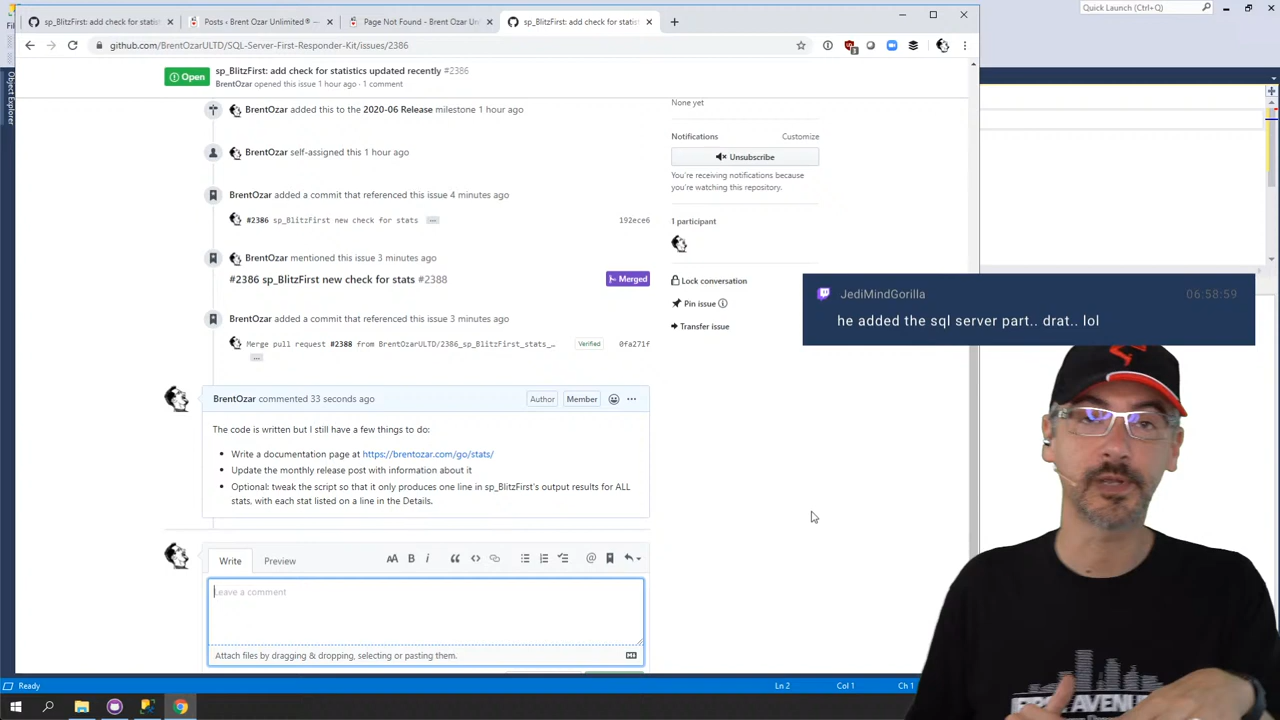 sp_BlitzFirst: add check for statist
Posts ‹ Brent Ozar Unlimited® —
Page Not Found - Brent Ozar Un
sp_BlitzFirst: add check for statist
Quick Launch (Ctrl+Q)
github.com/BrentOzarULTD/SQL-Server-First-Responder-Kit/issues/2386
Object Explorer
Open
sp_BlitzFirst: add check for statistics updated recently #2386
BrentOzar opened this issue 1 hour ago · 1 comment
BrentOzar added this to the 2020-06 Release milestone 1 hour ago
BrentOzar self-assigned this 1 hour ago
BrentOzar added a commit that referenced this issue 4 minutes ago
#2386 sp_BlitzFirst new check for stats
192ece6
BrentOzar mentioned this issue 3 minutes ago
#2386 sp_BlitzFirst new check for stats #2388
Merged
BrentOzar added a commit that referenced this issue 3 minutes ago
Merge pull request #2388 from BrentOzarULTD/2386_sp_BlitzFirst_stats_…
Verified
0fa271f
BrentOzar commented 33 seconds ago
Author
Member
The code is written but I still have a few things to do:
• Write a documentation page at https://brentozar.com/go/stats/
• Update the monthly release post with information about it
• Optional: tweak the script so that it only produces one line in sp_BlitzFirst's output results for ALL
stats, with each stat listed on a line in the Details.
Write
Preview
Leave a comment
Attach files by dragging & dropping, selecting or pasting them.
None yet
Notifications
Customize
Unsubscribe
You're receiving notifications because
you're watching this repository.
1 participant
Lock conversation
Pin issue
Transfer issue
JediMindGorilla
06:58:59
he added the sql server part.. drat.. lol
Ready
Ln 2
Col 1
Ch 1